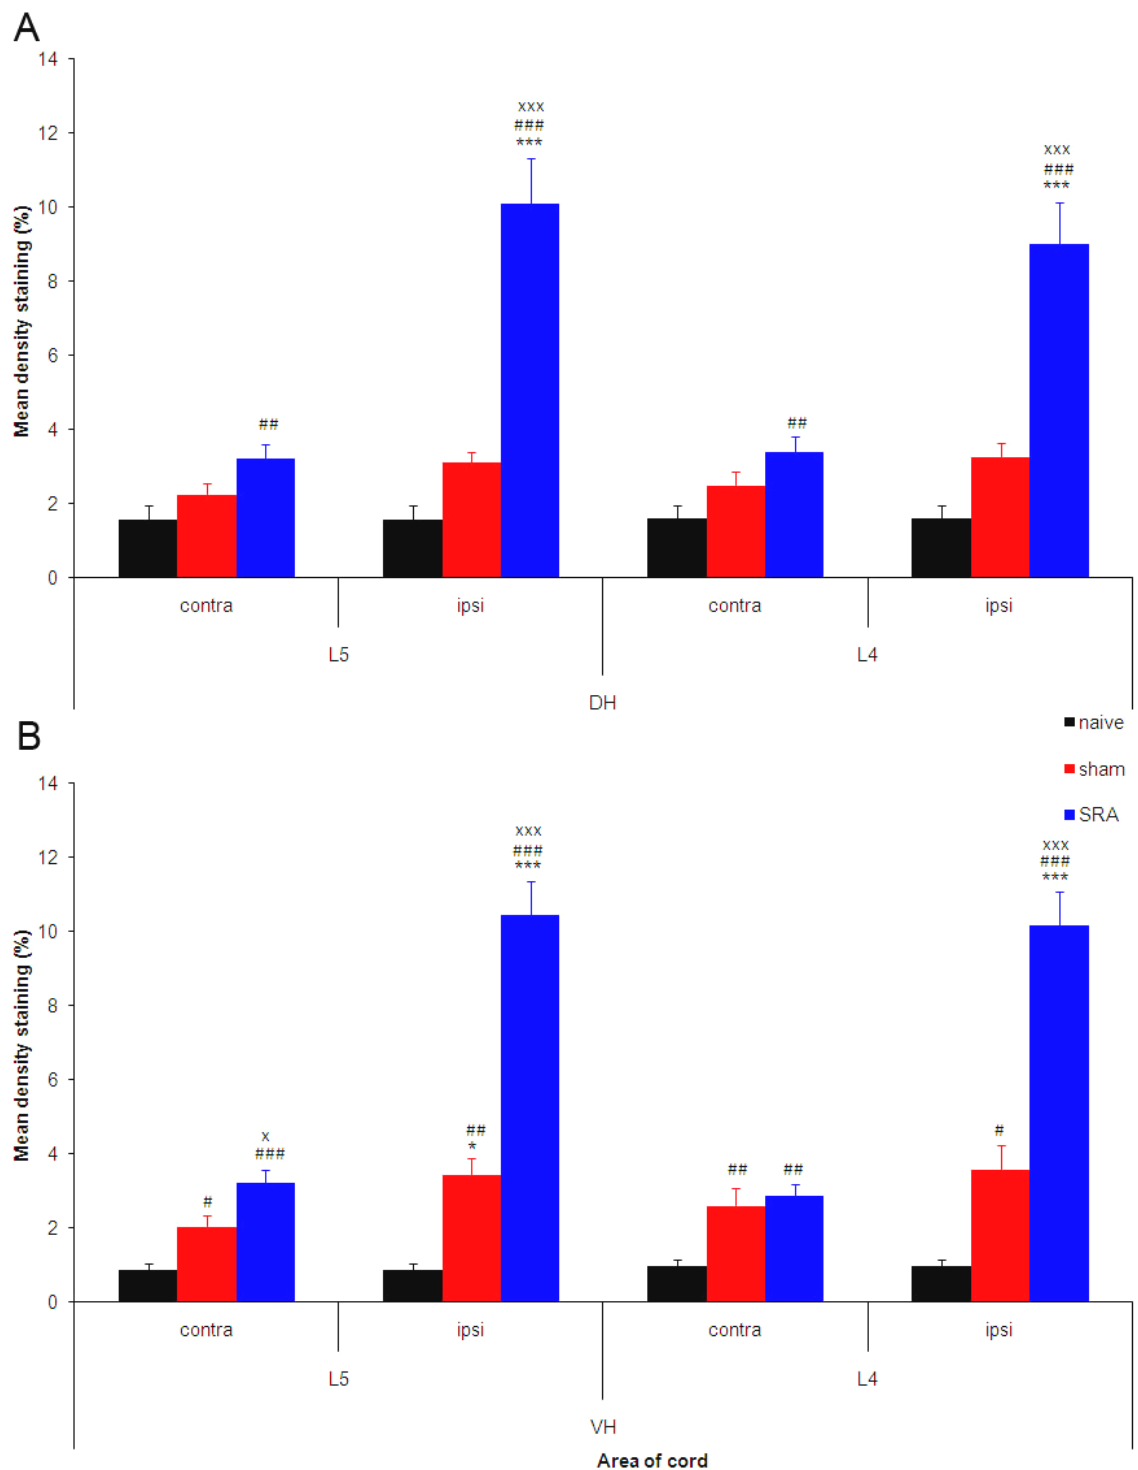 A
Mean density staining (%)
14
12
10
8
6
4
2
0
##
xxx
###
***
##
xxx
###
***
contra
ipsi
contra
ipsi
L5
L4
DH
B
naive
sham
SRA
Mean density staining (%)
14
12
10
8
6
4
2
0
#
x
###
##
*
xxx
###
***
##
##
#
xxx
###
***
contra
ipsi
contra
ipsi
L5
L4
VH
Area of cord